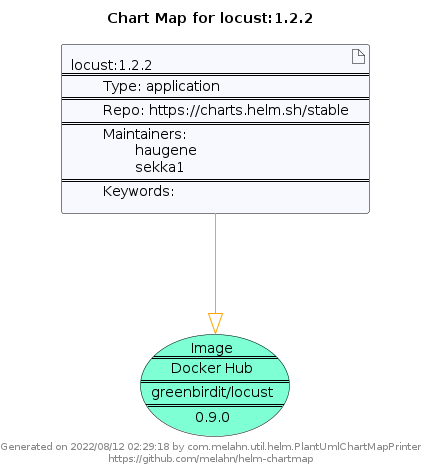 Chart Map for locust:1.2.2
locust:1.2.2
Type: application
Repo: https://charts.helm.sh/stable
Maintainers:
haugene
sekka1
Keywords:
Image
Docker Hub
greenbirdit/locust
0.9.0
Generated on 2022/08/12 02:29:18 by com.melahn.util.helm.PlantUmlChartMapPrinter
https://github.com/melahn/helm-chartmap